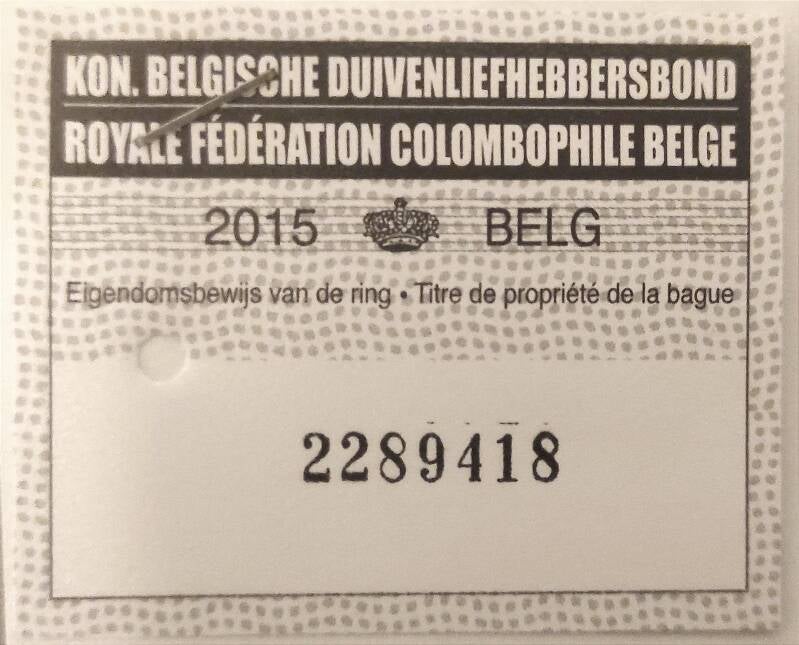 KON. BELGISCHE DUIVENLIEFHEBBERSBOND
ROYALE FÉDÉRATION COLOMBOPHILE BELGE
2015 BELG
Eigendomsbewijs van de ring • Titre de propriété de la bague
2289418